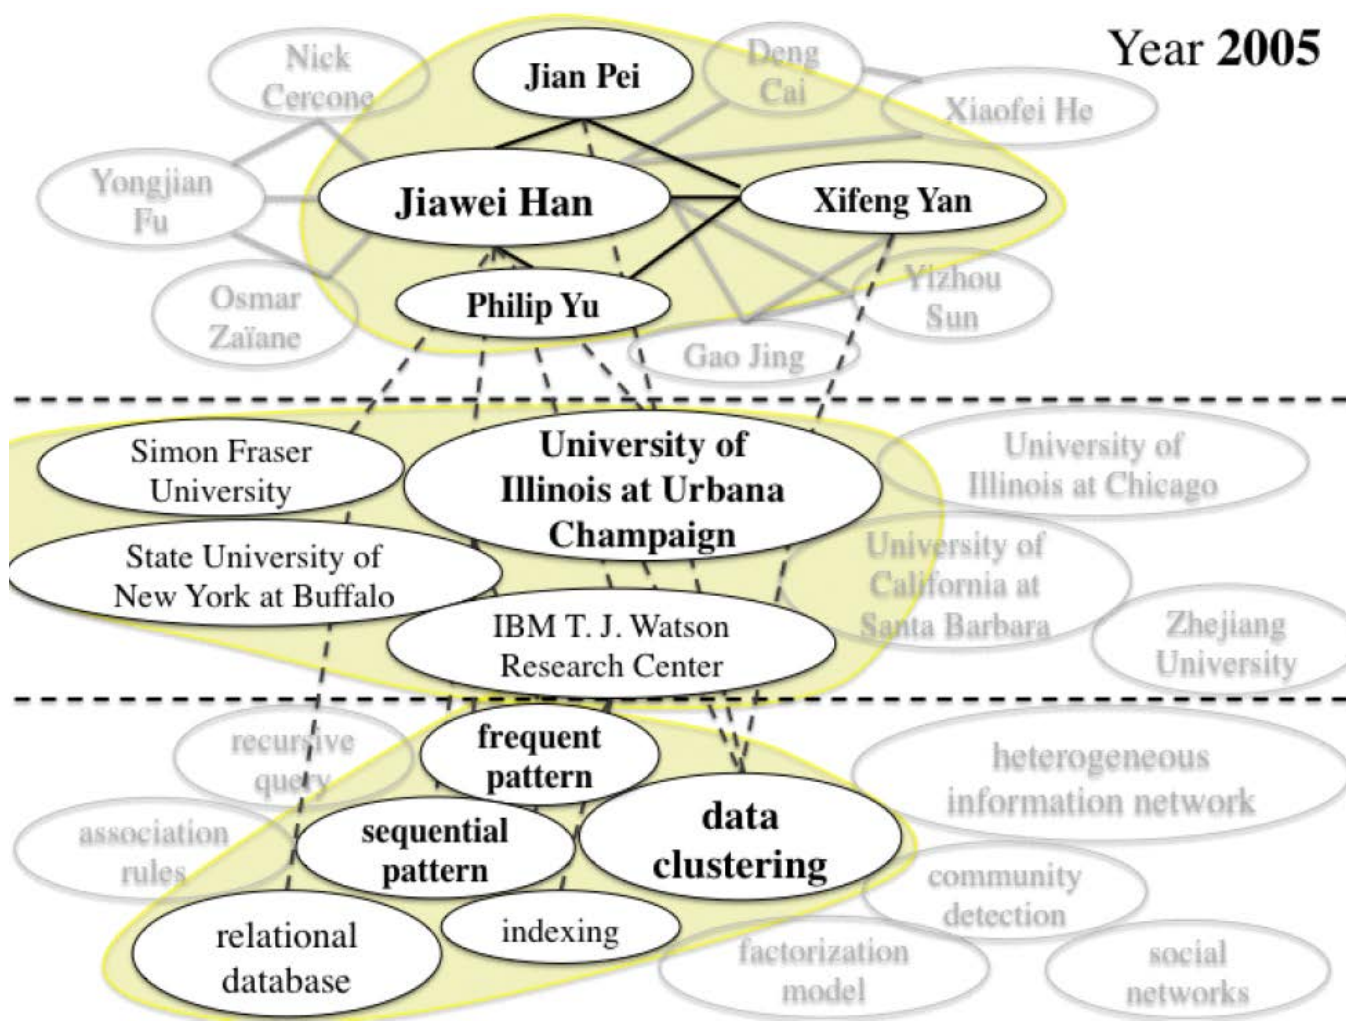 Year 2005
Nick
Cercone
Jian Pei
Deng
Cai
Xiaofei He
Yongjian
Fu
Jiawei Han
Xifeng Yan
Osmar
Zaïane
Philip Yu
Gao Jing
Yizhou
Sun
Simon Fraser
University
University of
Illinois at Urbana
Champaign
University of
Illinois at Chicago
State University of
New York at Buffalo
IBM T. J. Watson
Research Center
University of
California at
Santa Barbara
Zhejiang
University
recursive
query
frequent
pattern
heterogeneous
information network
association
rules
sequential
pattern
data
clustering
community
detection
relational
database
indexing
factorization
model
social
networks